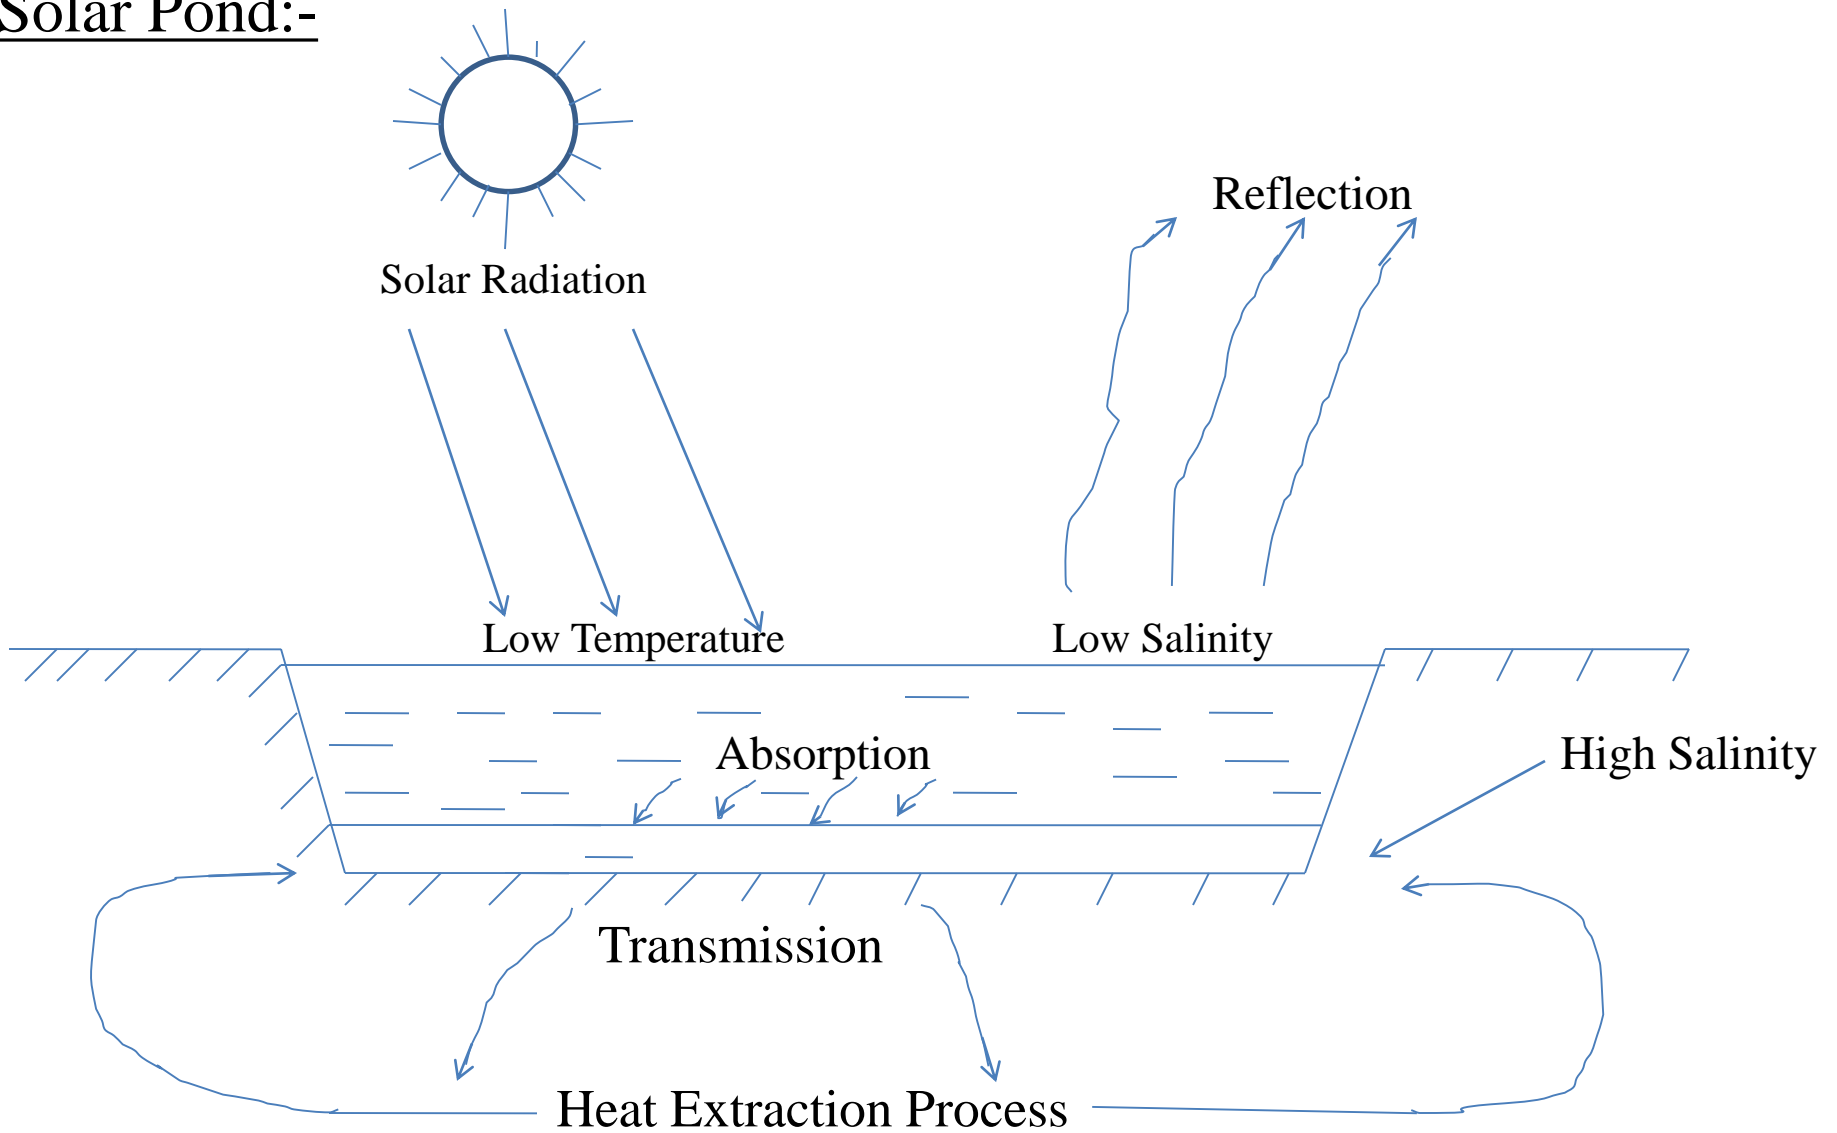 Solar Pond:-
Reflection
Solar Radiation
Low Temperature
Low Salinity
Absorption
High Salinity
Transmission
Heat Extraction Process